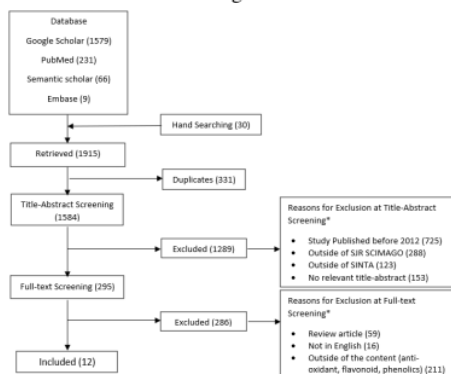 Database
Google Scholar (1579)
PubMed (231)
Semantic scholar (66)
Embase (9)
Hand Searching (30)
Retrieved (1915)
Duplicates (331)
Title-Abstract Screening
(1584)
Excluded (1289)
Reasons for Exclusion at Title-Abstract
Screening*
• Study Published before 2012 (725)
• Outside of SJR SCIMAGO (288)
• Outside of SINTA (123)
• No relevant title-abstract (153)
Full-text Screening (295)
Excluded (286)
Reasons for Exclusion at Full-text
Screening*
• Review article (59)
• Not in English (16)
• Outside of the content (anti-
oxidant, flavonoid, phenolics) (211)
Included (12)